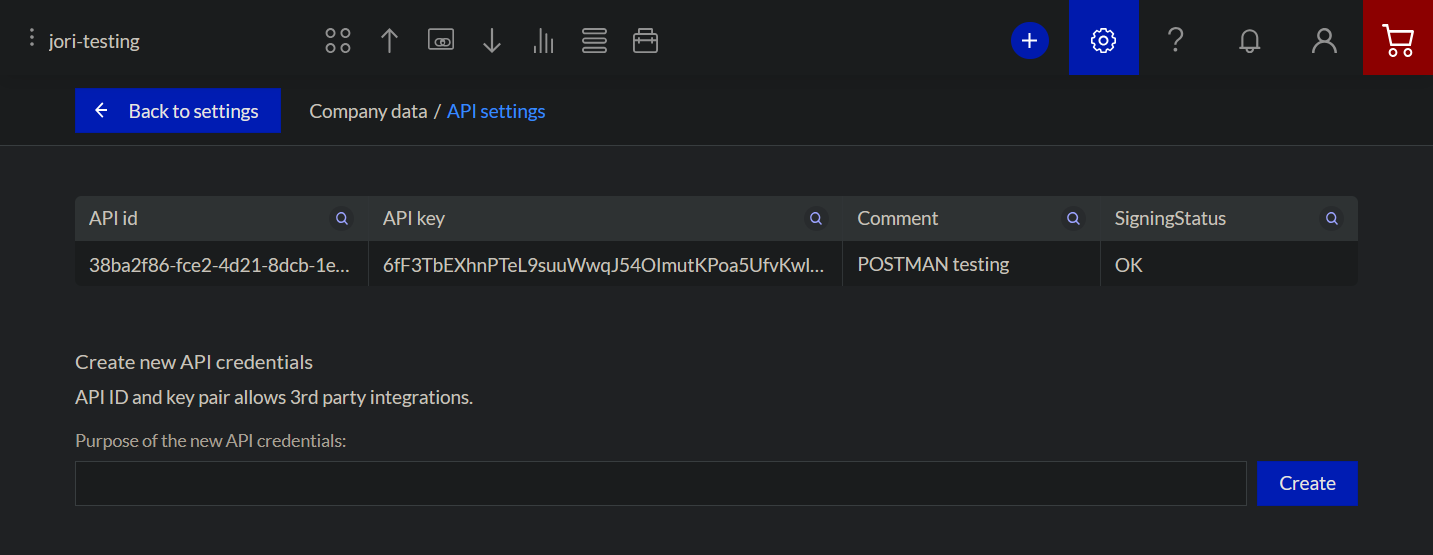 jori-testing
Back to settings
Company data / API settings
API id API key Comment SigningStatus
38ba2f86-fce2-4d21-8dcb-1e... 6fF3TbEXhnPTeL9suuWwqJ54OImutKPoa5UfvKwl... POSTMAN testing OK
Create new API credentials
API ID and key pair allows 3rd party integrations.
Purpose of the new API credentials:
Create